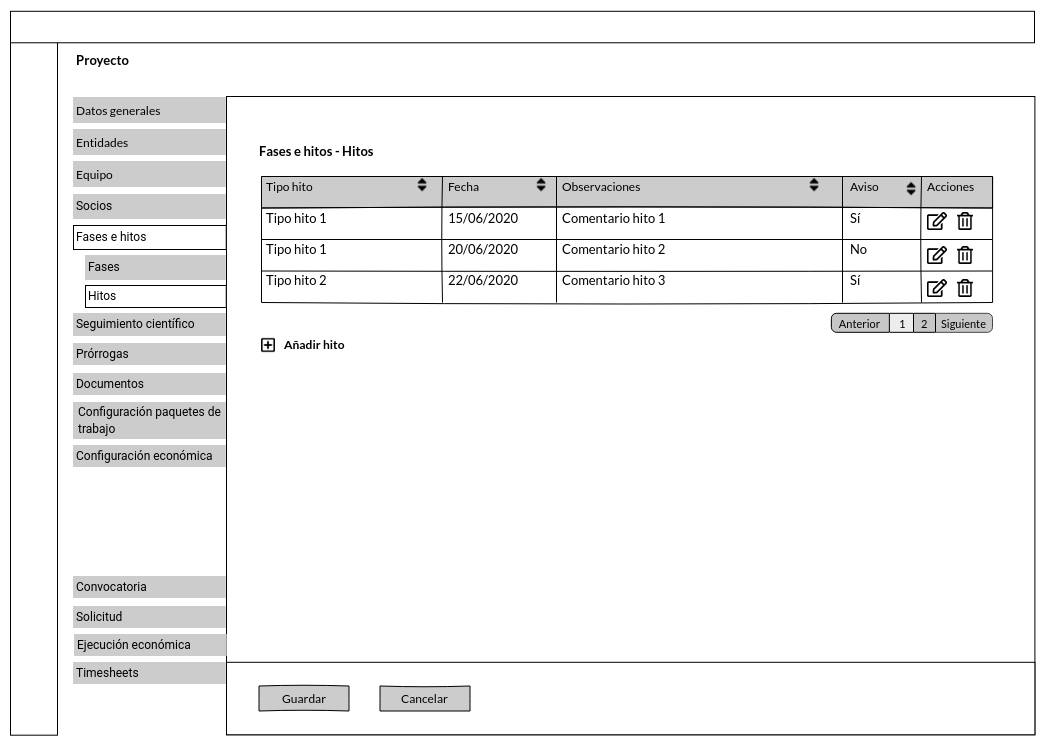 Proyecto
Datos generales
Entidades
Equipo
Socios
Fases e hitos
Fases
Hitos
Seguimiento científico
Prórrogas
Documentos
Configuración paquetes de
trabajo
Configuración económica
Convocatoria
Solicitud
Ejecución económica
Timesheets
Fases e hitos - Hitos
Tipo hito Fecha Observaciones Aviso Acciones
Tipo hito 1 15/06/2020 Comentario hito 1 Sí
Tipo hito 1 20/06/2020 Comentario hito 2 No
Tipo hito 2 22/06/2020 Comentario hito 3 Sí
Anterior 1 2 Siguiente
Añadir hito
Guardar Cancelar